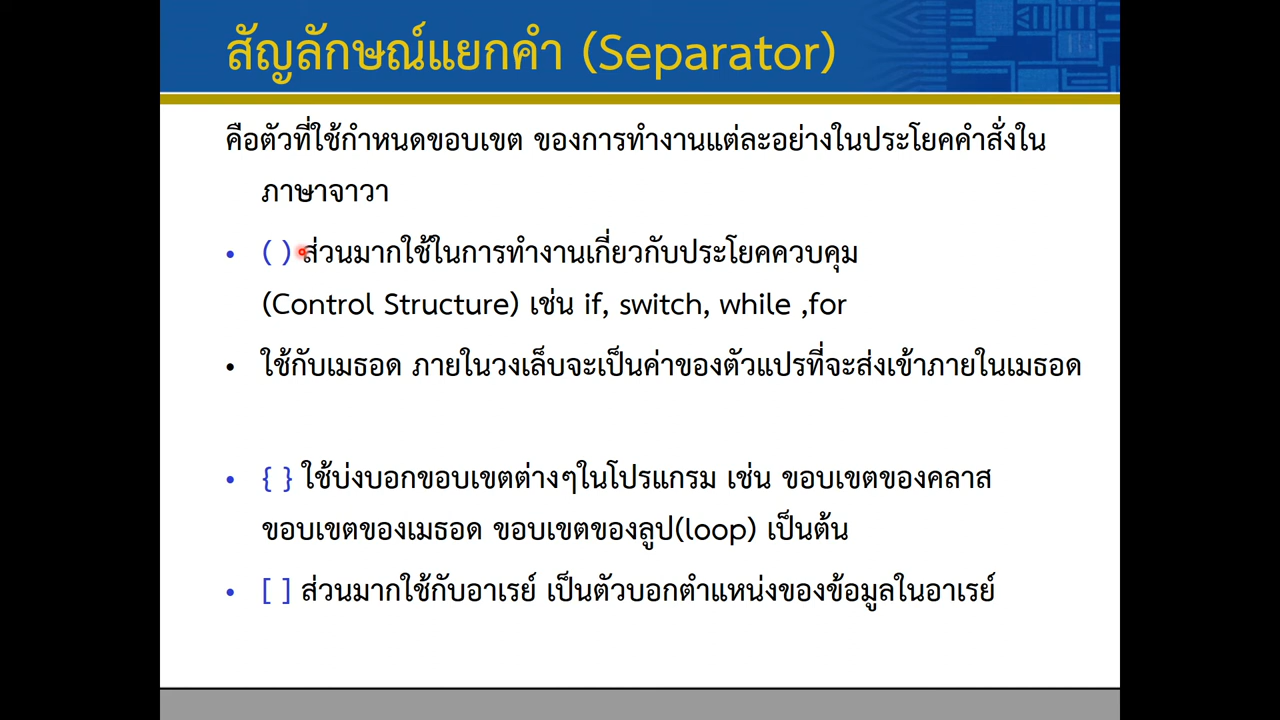 สัญลักษณ์แยกคำ (Separator)
คือตัวที่ใช้กำหนดขอบเขต ของการทำงานแต่ละอย่างในประโยคคำสั่งใน
ภาษาจาวา
• ( ) ส่วนมากใช้ในการทำงานเกี่ยวกับประโยคควบคุม
(Control Structure) เช่น if, switch, while ,for
• ใช้กับเมธอด ภายในวงเล็บจะเป็นค่าของตัวแปรที่จะส่งเข้าภายในเมธอด
• { } ใช้บ่งบอกขอบเขตต่างๆในโปรแกรม เช่น ขอบเขตของคลาส
ขอบเขตของเมธอด ขอบเขตของลูป(loop) เป็นต้น
• [ ] ส่วนมากใช้กับอาเรย์ เป็นตัวบอกตำแหน่งของข้อมูลในอาเรย์